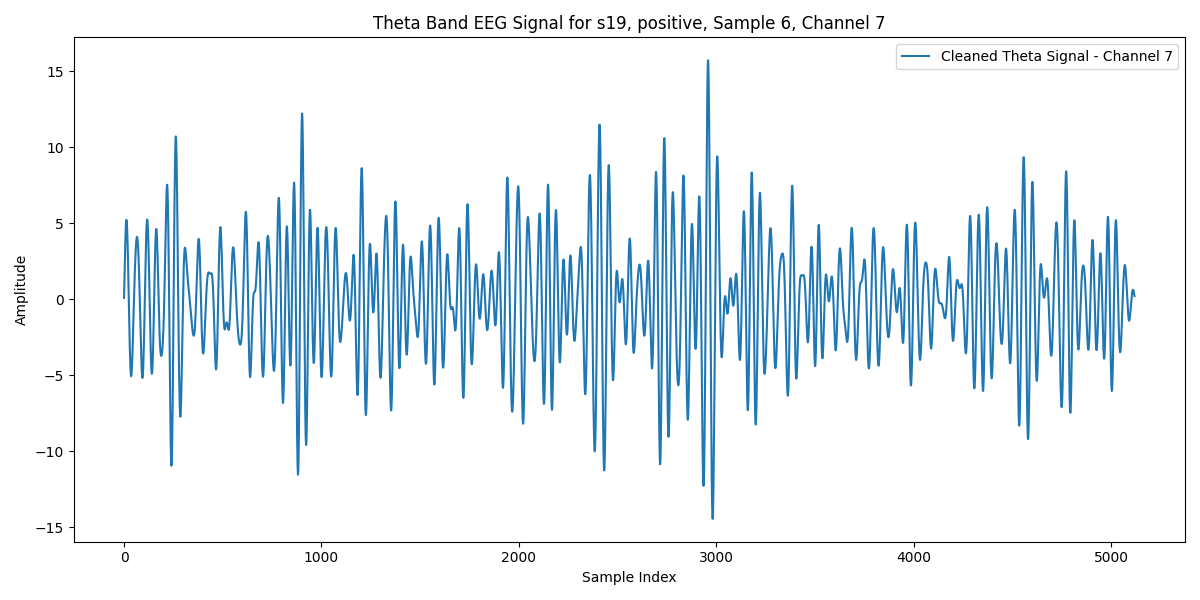 Theta Band EEG Signal for s19, positive, Sample 6, Channel 7
Cleaned Theta Signal - Channel 7
Amplitude
15
10
5
0
−5
−10
−15
0 1000 2000 3000 4000 5000
Sample Index